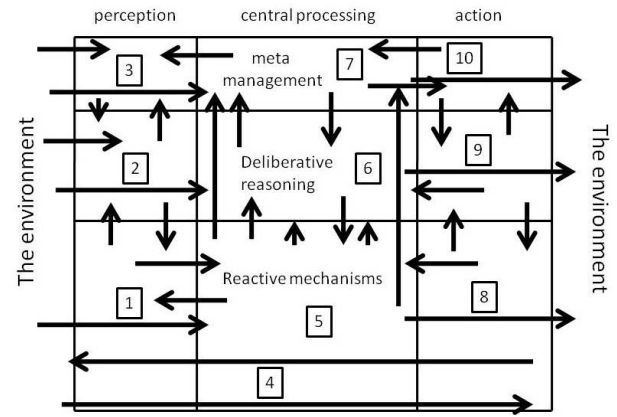 perception central processing action
3 meta
management 7 10
The environment
2 Deliberative
reasoning 6 9
The environment
Reactive mechanisms
1 5 8
4